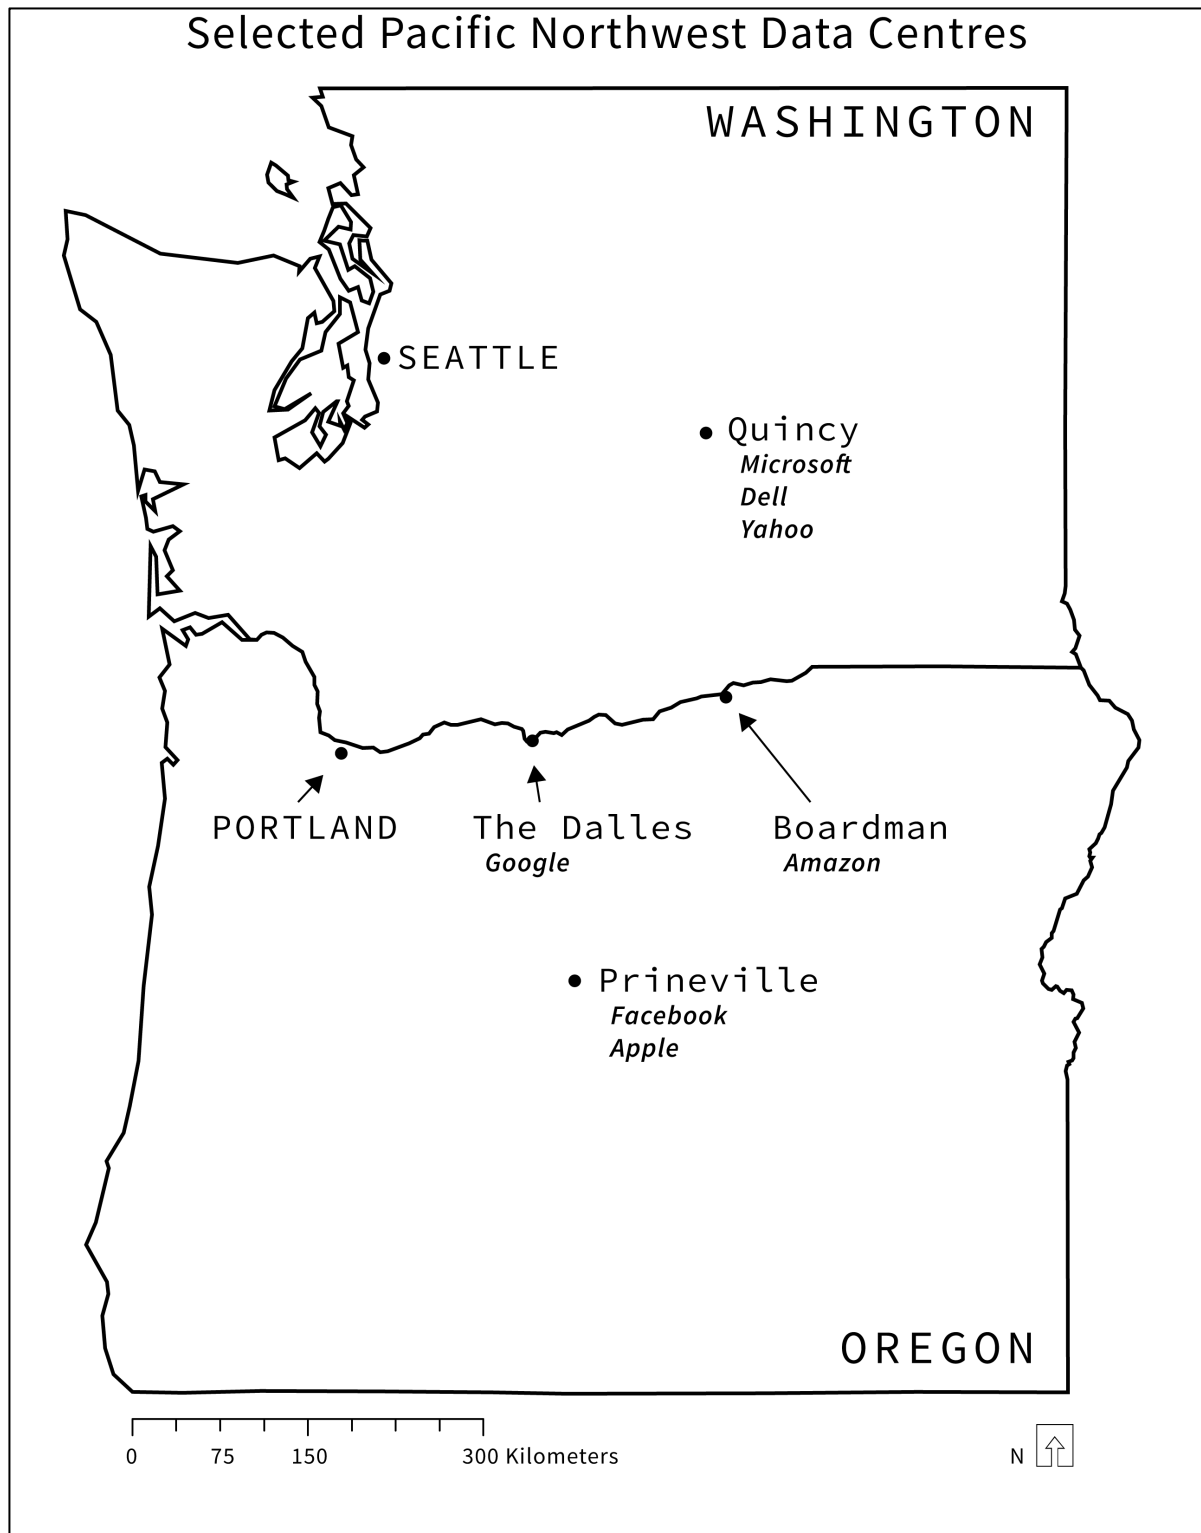 Selected Pacific Northwest Data Centres
WASHINGTON
SEATTLE
Quincy
Microsoft
Dell
Yahoo
PORTLAND
The Dalles
Google
Boardman
Amazon
Prineville
Facebook
Apple
OREGON
0 75 150 300 Kilometers
N